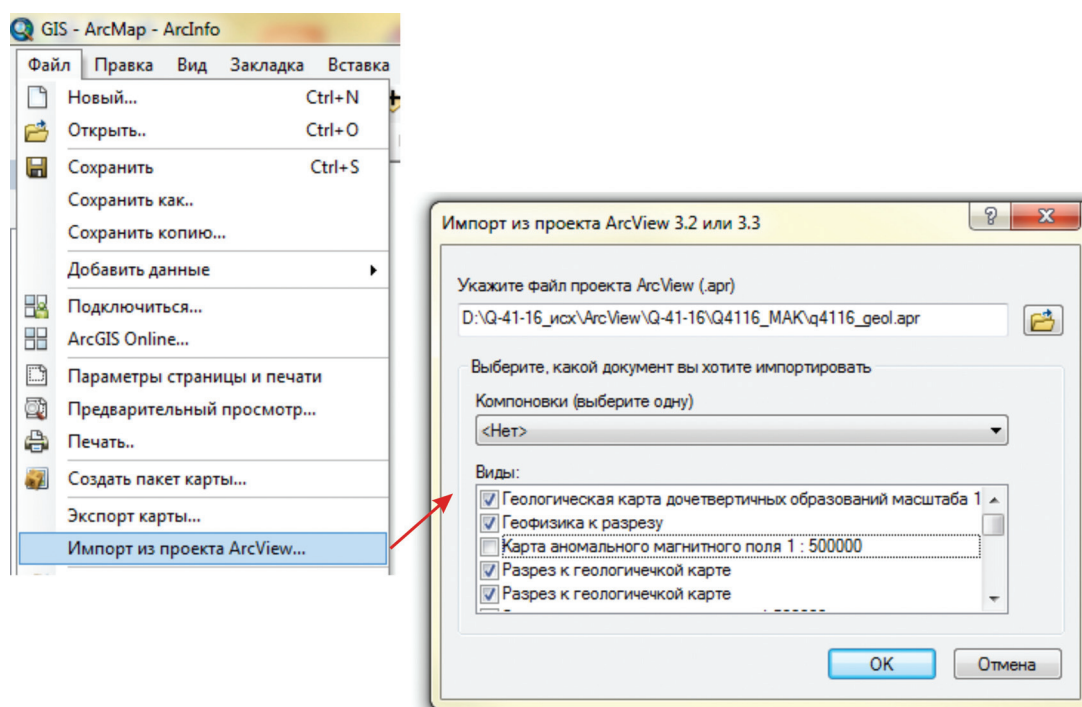 GIS - ArcMap - ArcInfo
Файл Правка Вид Закладка Вставка
Новый... Ctrl+N
Открыть.. Ctrl+O
Сохранить Ctrl+S
Сохранить как..
Сохранить копию...
Добавить данные
Подключиться...
ArcGIS Online...
Параметры страницы и печати
Предварительный просмотр...
Печать..
Создать пакет карты...
Экспорт карты...
Импорт из проекта ArcView...
Импорт из проекта ArcView 3.2 или 3.3
Укажите файл проекта ArcView (.apr)
D:\Q-41-16_исх\ArcView\Q-41-16\Q4116_MAK\q4116_geol.apr
Выберите, какой документ вы хотите импортировать
Компоновки (выберите одну)
<Нет>
Виды:
Геологическая карта дочетвертичных образований масштаба 1
Геофизика к разрезу
Карта аномального магнитного поля 1 : 500000
Разрез к геологичечкой карте
Разрез к геологичечкой карте
OK Отмена